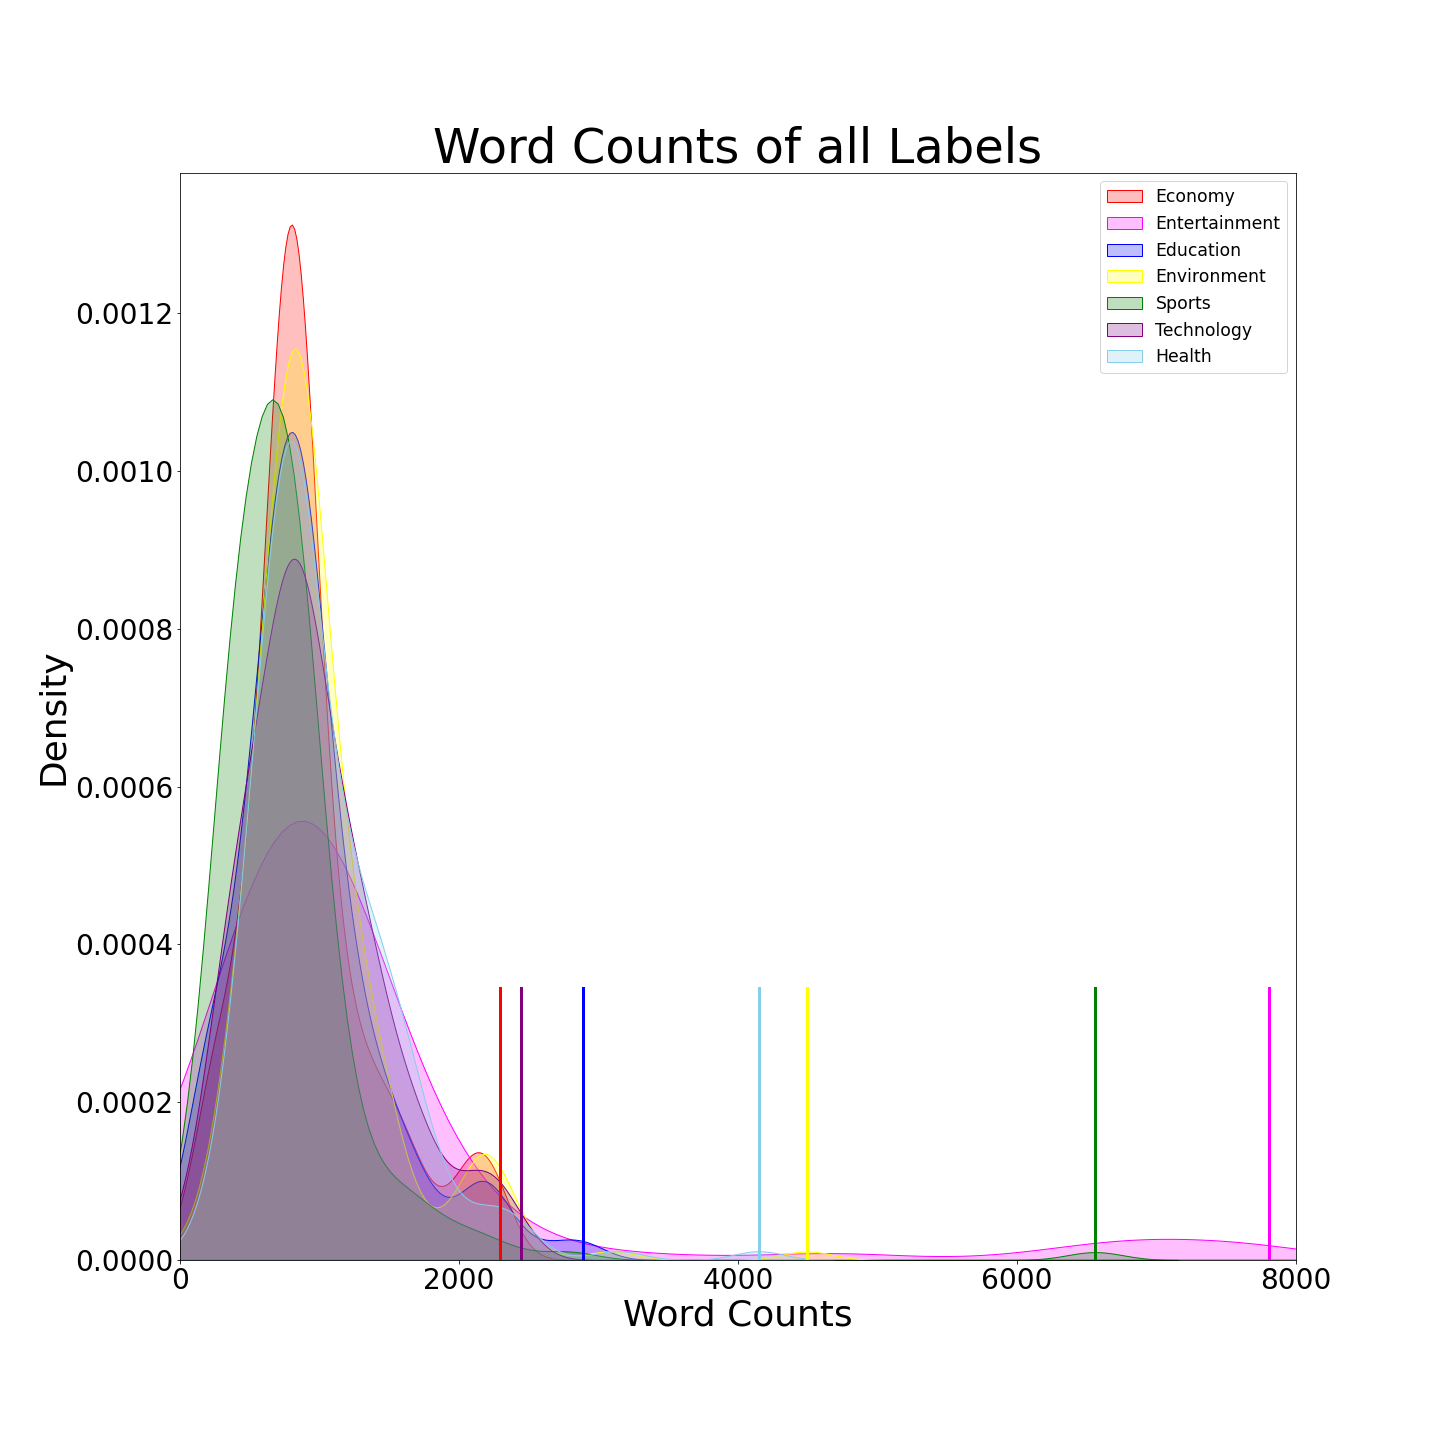 Word Counts of all Labels
Economy
Entertainment
Education
Environment
Sports
Technology
Health
Density
0.0012
0.0010
0.0008
0.0006
0.0004
0.0002
0.0000
0 2000 4000 6000 8000
Word Counts